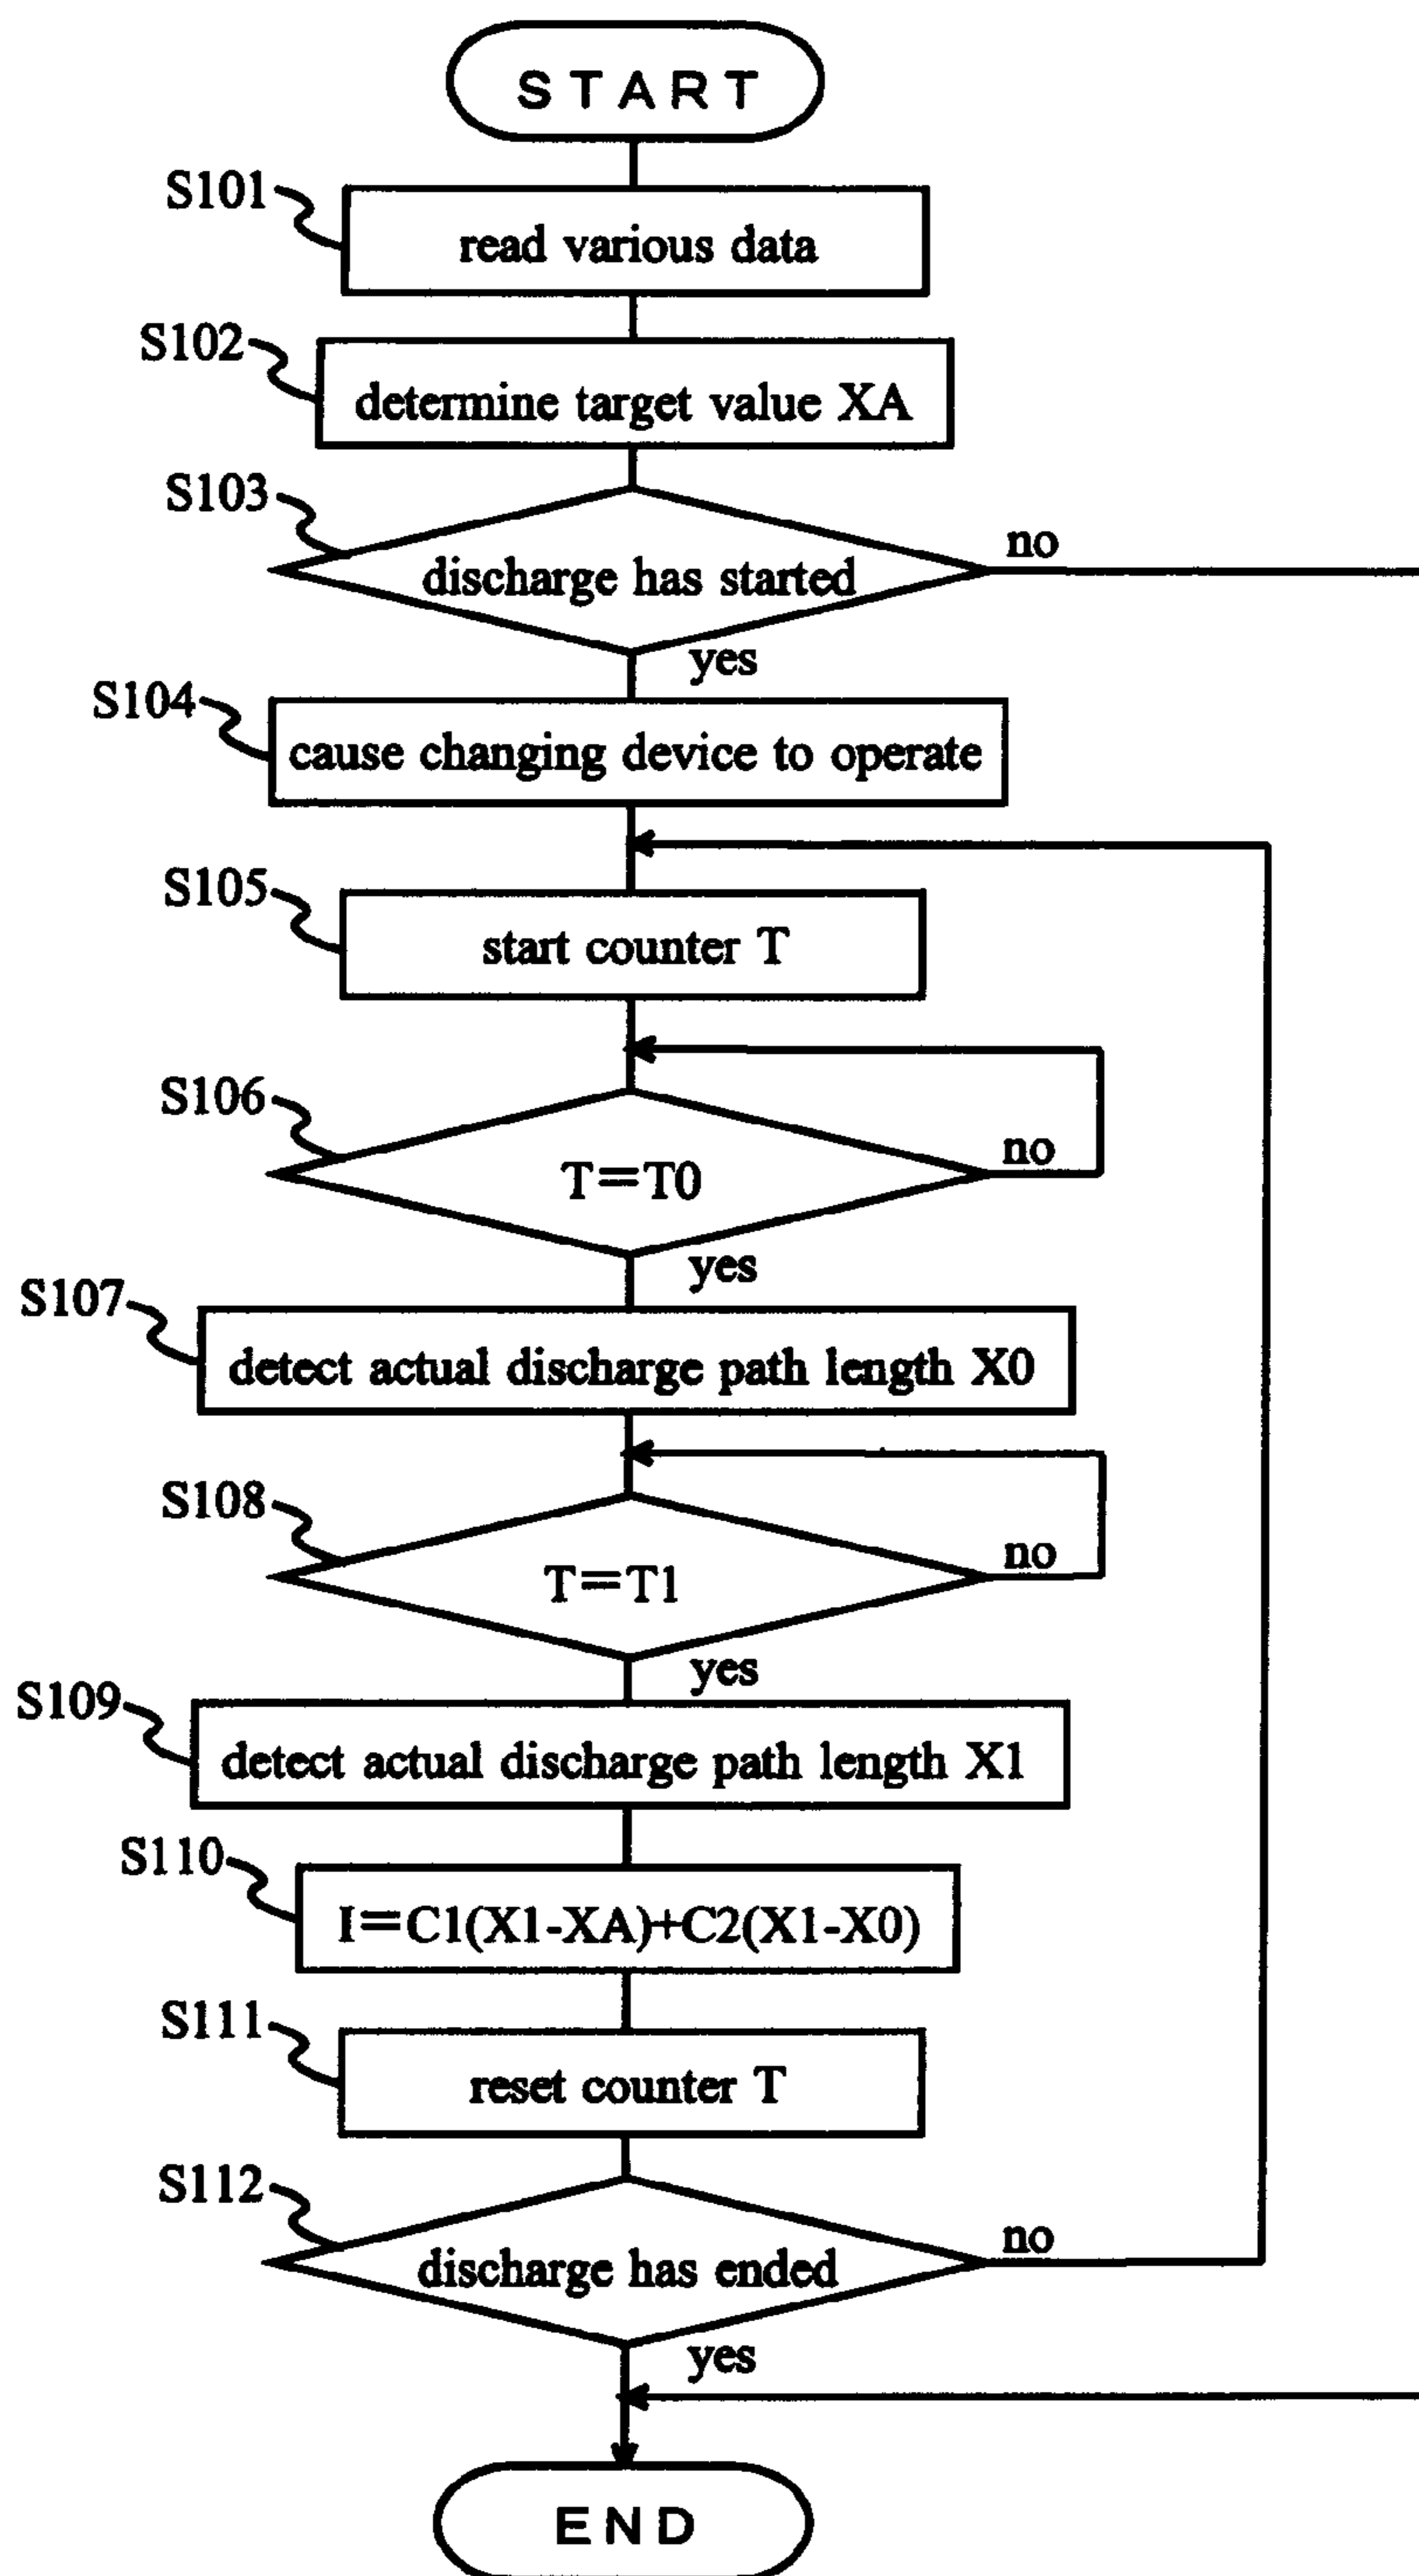 START
S101
read various data
S102
determine target value XA
S103
discharge has started
no
yes
S104
cause changing device to operate
S105
start counter T
S106
T=T0
no
yes
S107
detect actual discharge path length X0
S108
T=T1
no
yes
S109
detect actual discharge path length X1
S110
I=C1(X1-XA)+C2(X1-X0)
S111
reset counter T
S112
discharge has ended
no
yes
END